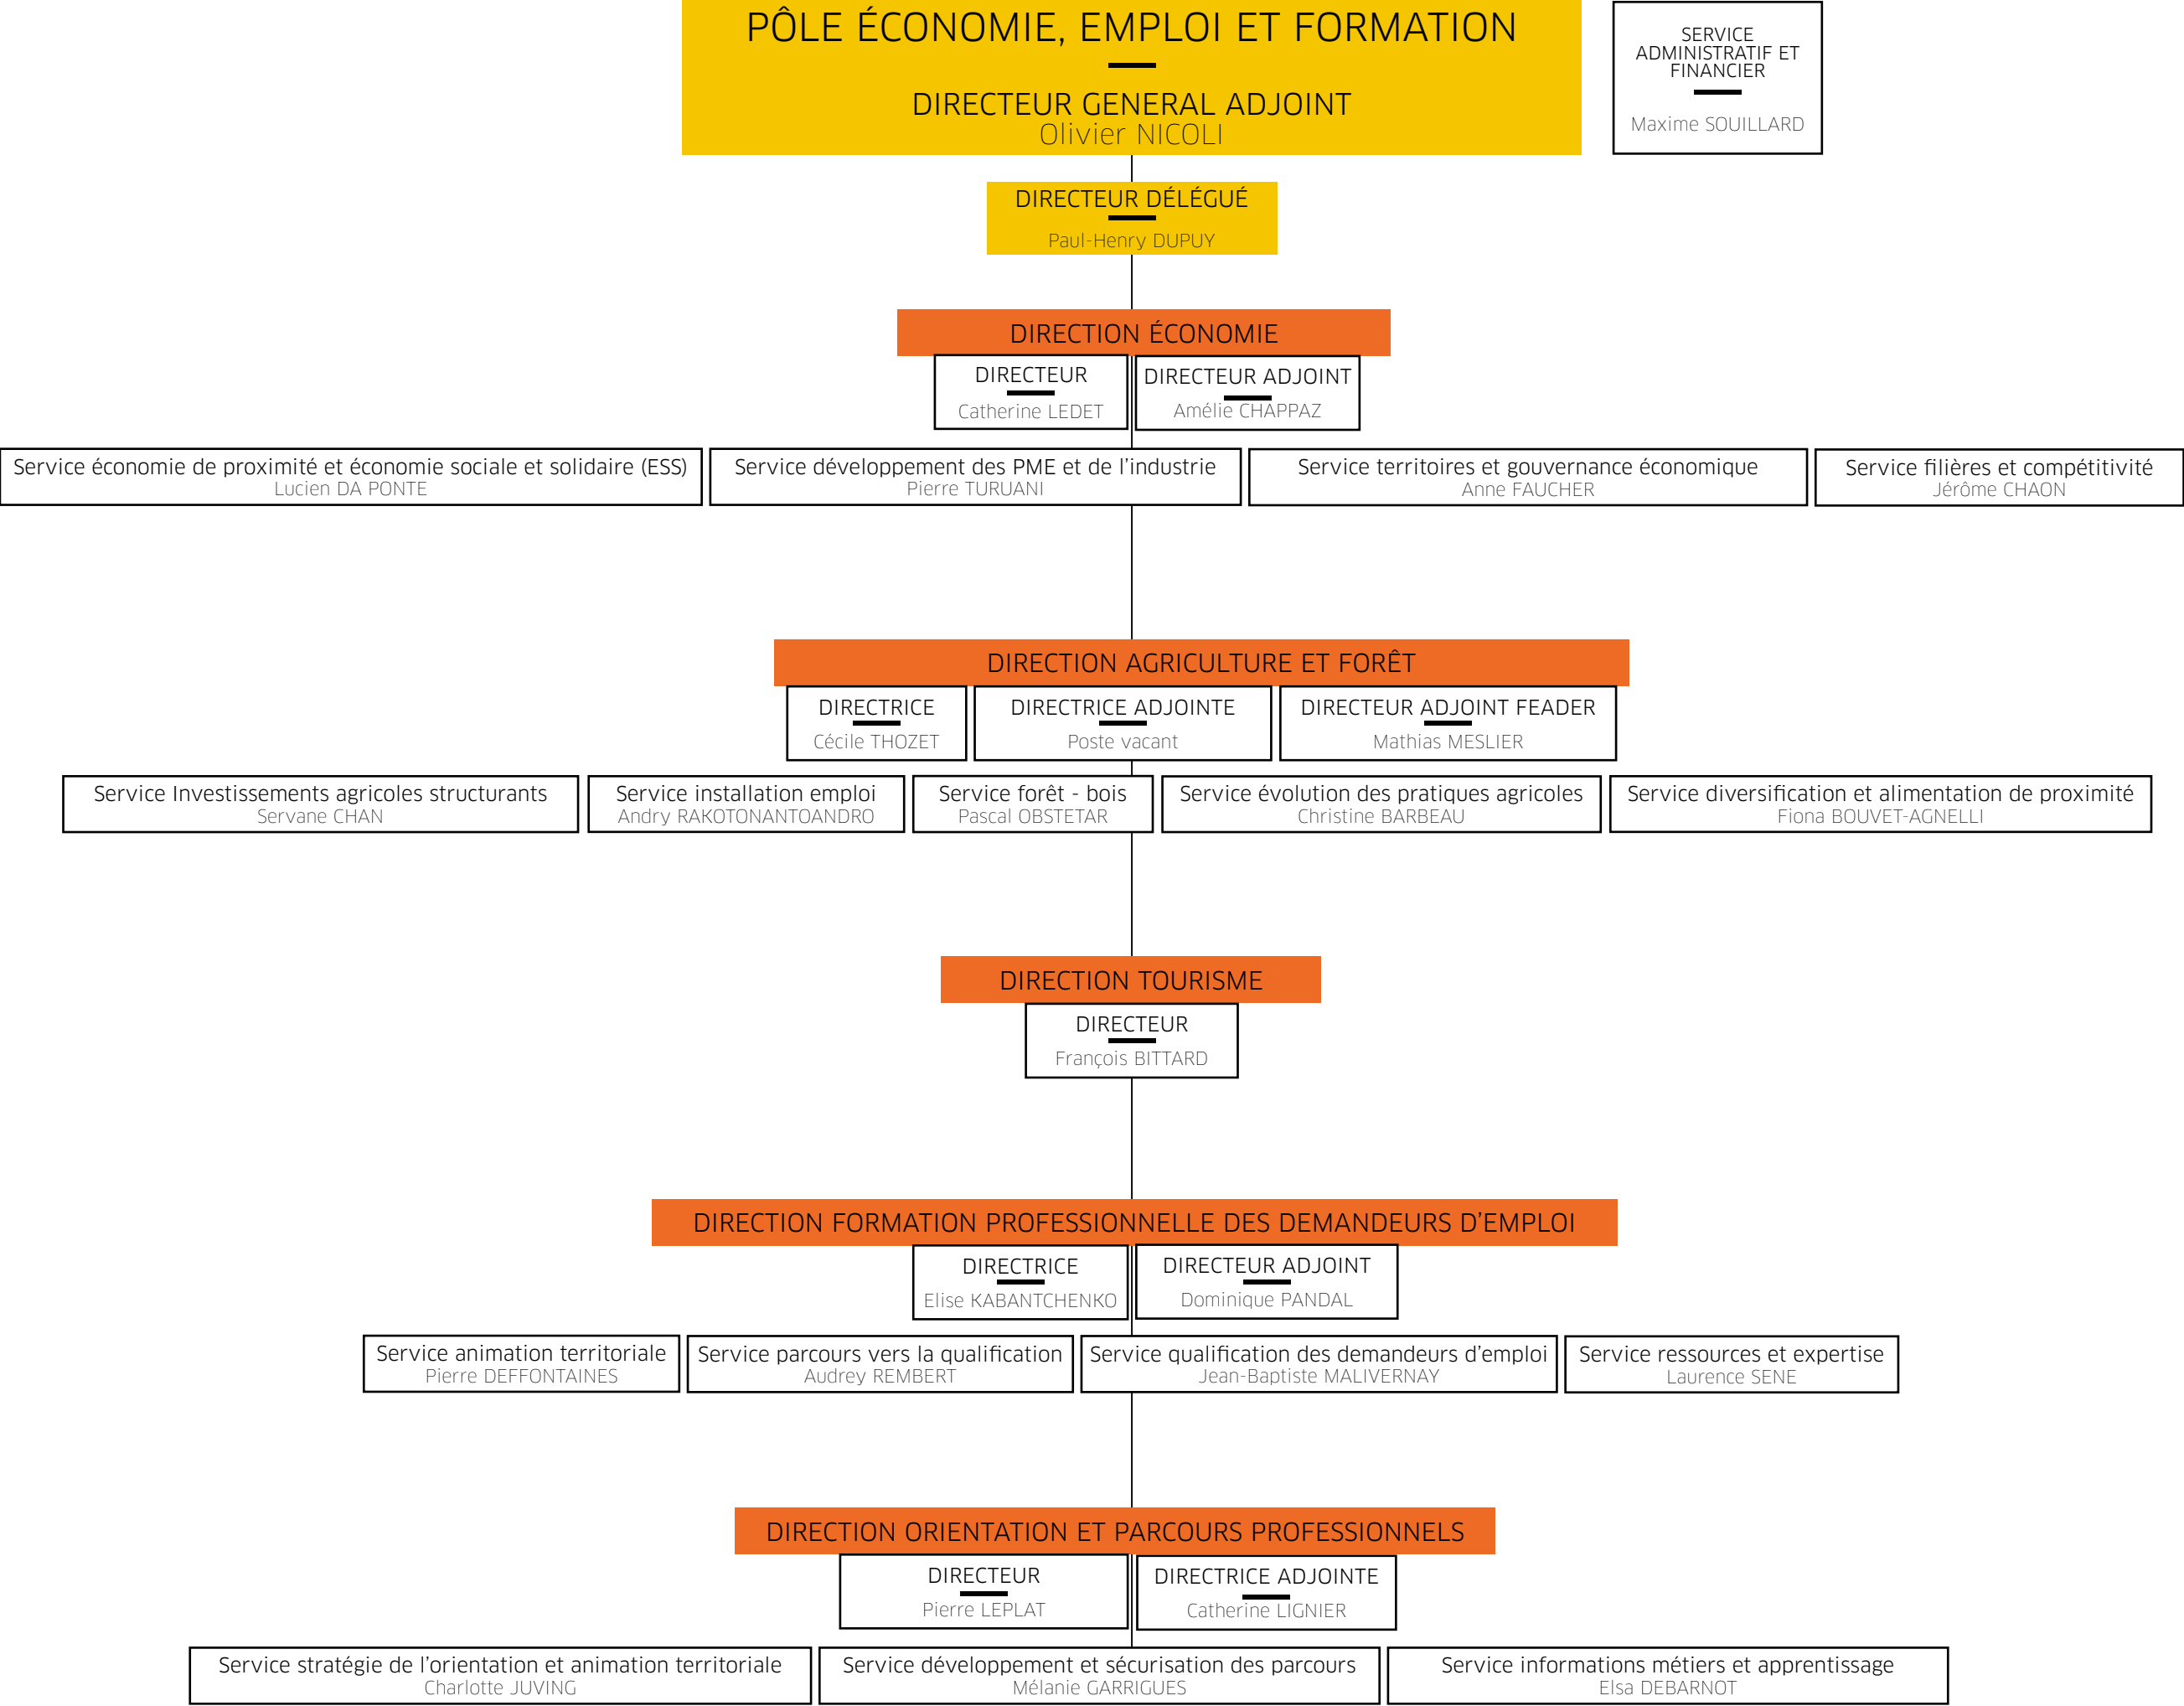 PÔLE ÉCONOMIE, EMPLOI ET FORMATION
DIRECTEUR GENERAL ADJOINT
Olivier NICOLI
SERVICE
ADMINISTRATIF ET
FINANCIER
Maxime SOUILLARD
DIRECTEUR DÉLÉGUÉ
Paul-Henry DUPUY
DIRECTION ÉCONOMIE
DIRECTEUR
Catherine LEDET
DIRECTEUR ADJOINT
Amélie CHAPPAZ
Service économie de proximité et économie sociale et solidaire (ESS)
Lucien DA PONTE
Service développement des PME et de l'industrie
Pierre TURUANI
Service territoires et gouvernance économique
Anne FAUCHER
Service filières et compétitivité
Jérôme CHAON
DIRECTION AGRICULTURE ET FORÊT
DIRECTRICE
Cécile THOZET
DIRECTRICE ADJOINTE
Poste vacant
DIRECTEUR ADJOINT FEADER
Mathias MESLIER
Service Investissements agricoles structurants
Servane CHAN
Service installation emploi
Andry RAKOTONANTOANDRO
Service forêt - bois
Pascal OBSTETAR
Service évolution des pratiques agricoles
Christine BARBEAU
Service diversification et alimentation de proximité
Fiona BOUVET-AGNELLI
DIRECTION TOURISME
DIRECTEUR
François BITTARD
DIRECTION FORMATION PROFESSIONNELLE DES DEMANDEURS D'EMPLOI
DIRECTRICE
Elise KABANTCHENKO
DIRECTEUR ADJOINT
Dominique PANDAL
Service animation territoriale
Pierre DEFFONTAINES
Service parcours vers la qualification
Audrey REMBERT
Service qualification des demandeurs d'emploi
Jean-Baptiste MALIVERNAY
Service ressources et expertise
Laurence SENE
DIRECTION ORIENTATION ET PARCOURS PROFESSIONNELS
DIRECTEUR
Pierre LEPLAT
DIRECTRICE ADJOINTE
Catherine LIGNIER
Service stratégie de l'orientation et animation territoriale
Charlotte JUVING
Service développement et sécurisation des parcours
Mélanie GARRIGUES
Service informations métiers et apprentissage
Elsa DEBARNOT